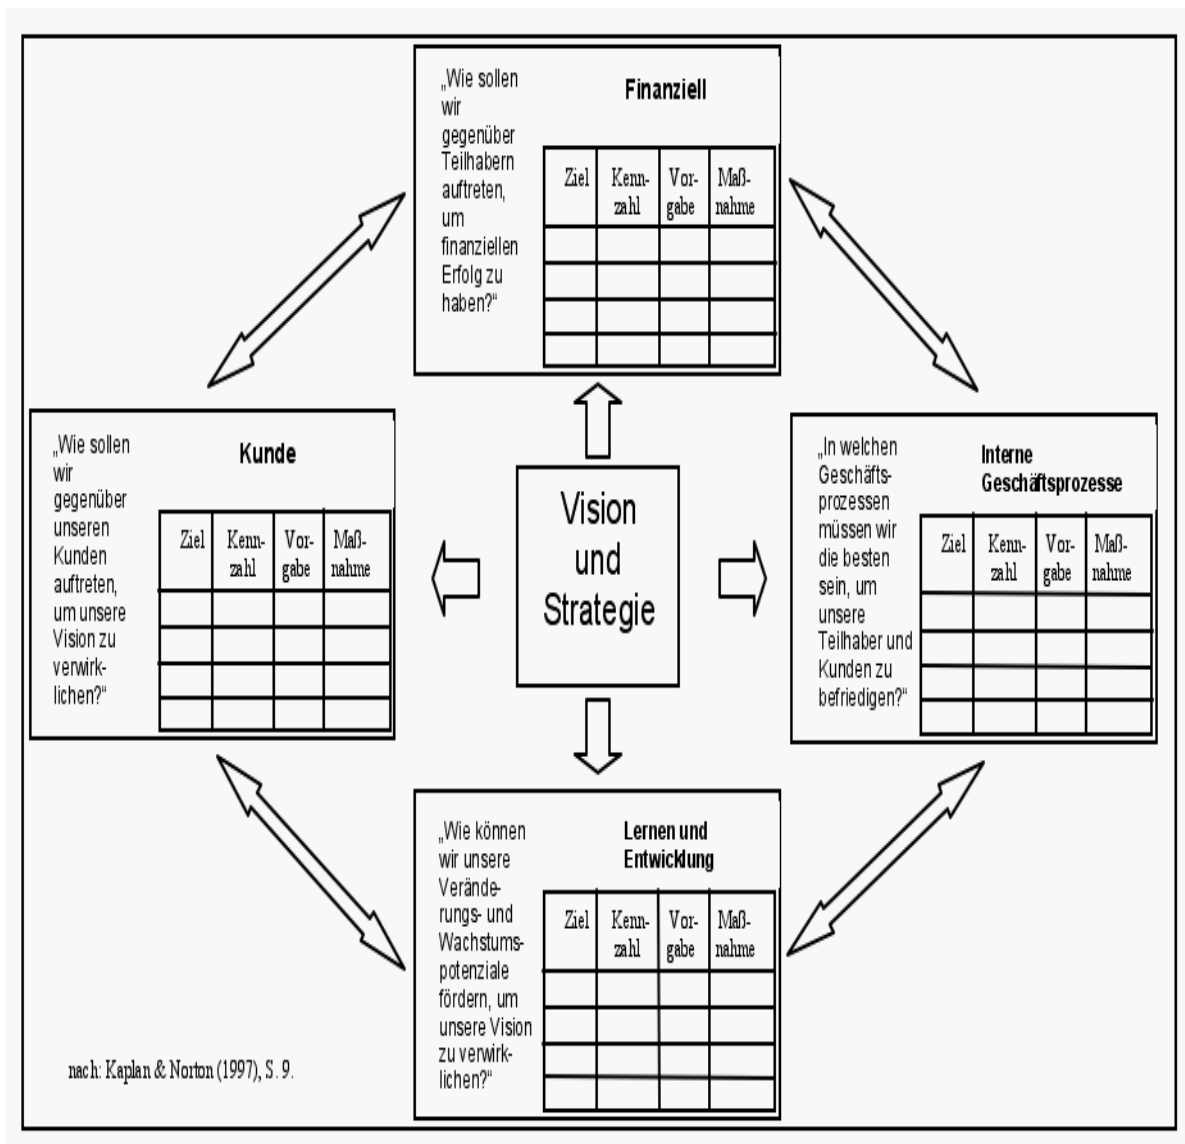 „Wie sollen
wir
gegenüber
Teilhabern
auftreten,
um
finanziellen
Erfolg zu
haben?“
Finanziell
Ziel
Kenn-
zahl
Vor-
gabe
Maß-
nahme
„Wie sollen
wir
gegenüber
unseren
Kunden
auftreten,
um unsere
Vision zu
verwirk-
lichen?“
Kunde
Ziel
Kenn-
zahl
Vor-
gabe
Maß-
nahme
Vision
und
Strategie
„In welchen
Geschäfts-
prozessen
müssen wir
die besten
sein, um
unsere
Teilhaber und
Kunden zu
befriedigen?“
Interne
Geschäftsprozesse
Ziel
Kenn-
zahl
Vor-
gabe
Maß-
nahme
„Wie können
wir unsere
Verände-
rungs- und
Wachstums-
potenziale
fördern, um
unsere Vision
zu verwirk-
lichen?“
Lernen und
Entwicklung
Ziel
Kenn-
zahl
Vor-
gabe
Maß-
nahme
nach: Kaplan & Norton (1997), S. 9.